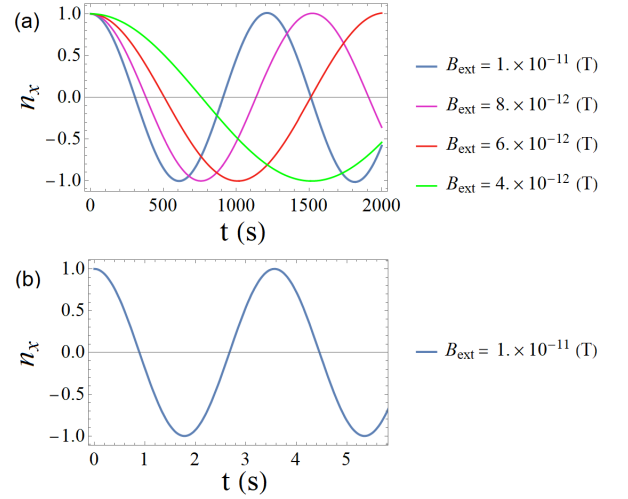 (a)
1.0
0.5
0.0
-0.5
-1.0
n_x
0 500 1000 1500 2000
t (s)
B_ext = 1. × 10^-11 (T)
B_ext = 8. × 10^-12 (T)
B_ext = 6. × 10^-12 (T)
B_ext = 4. × 10^-12 (T)
(b)
1.0
0.5
0.0
-0.5
-1.0
n_x
0 1 2 3 4 5
t (s)
B_ext = 1. × 10^-11 (T)